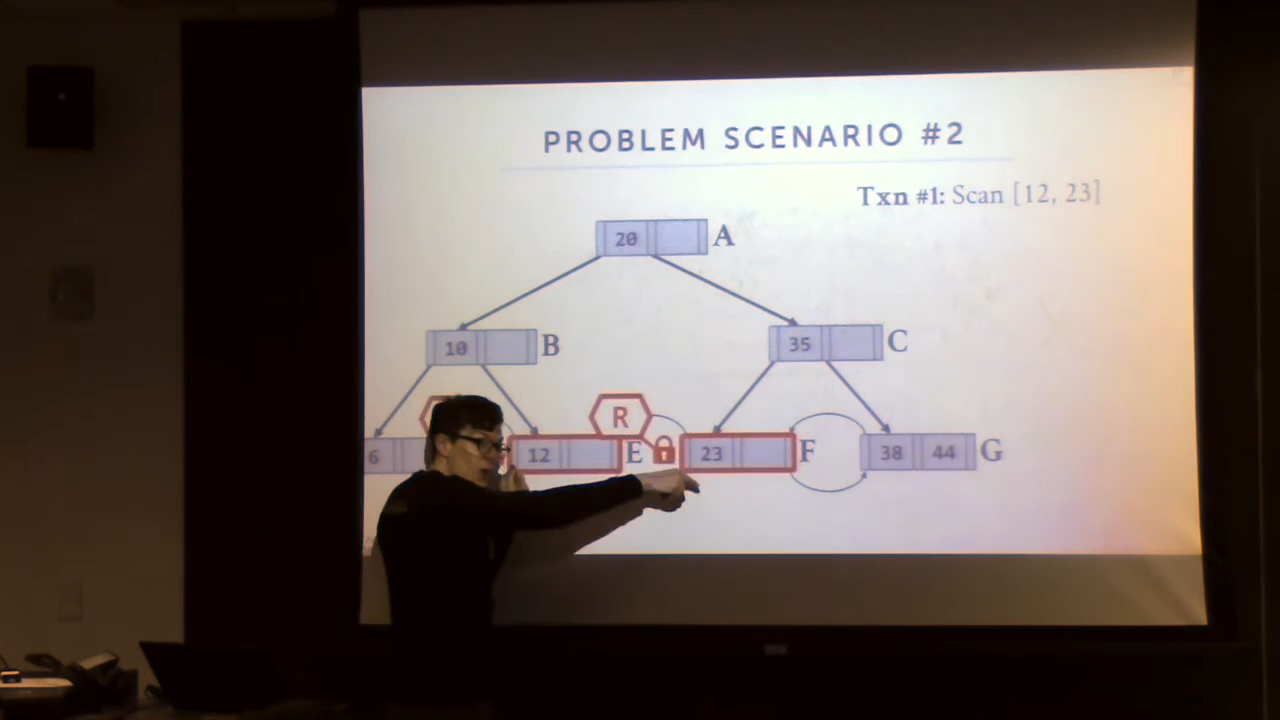 PROBLEM SCENARIO #2
Txn #1: Scan [12, 23]
20 A
10 B
35 C
6
12 E
R
23 F
38 44 G